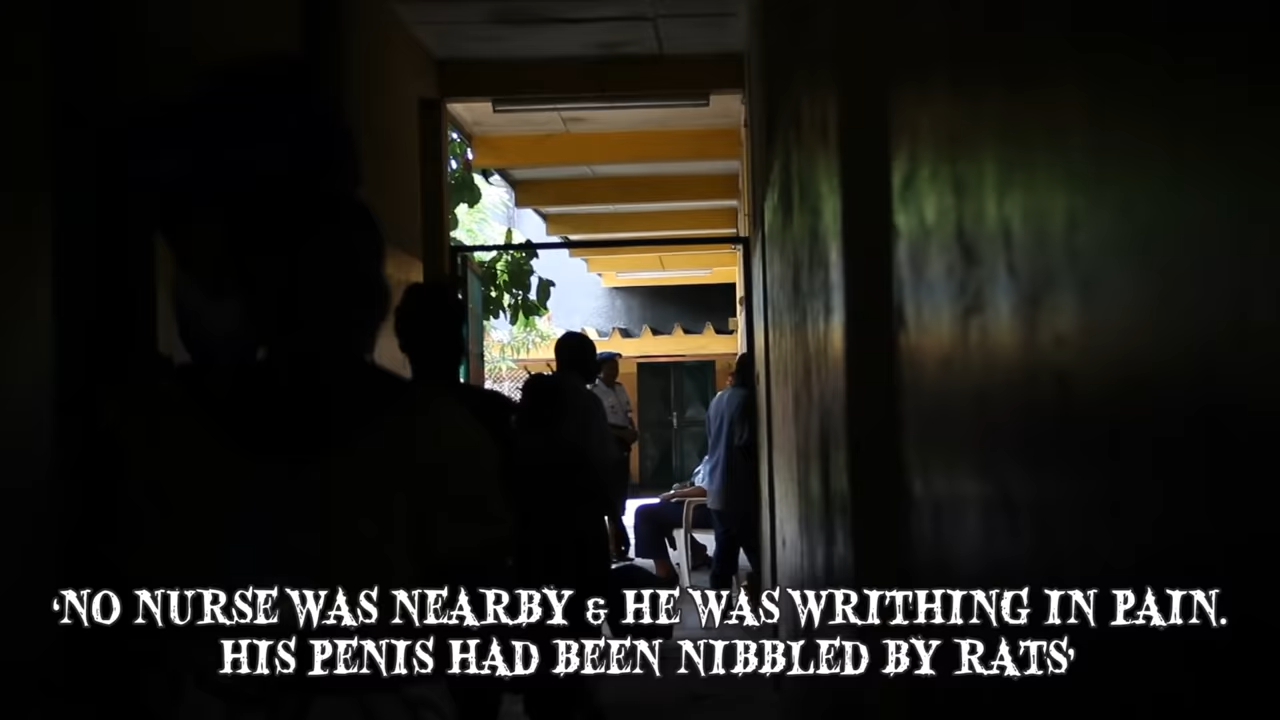 ‘NO NURSE WAS NEARBY & HE WAS WRITHING IN PAIN.
HIS PENIS HAD BEEN NIBBLED BY RATS’